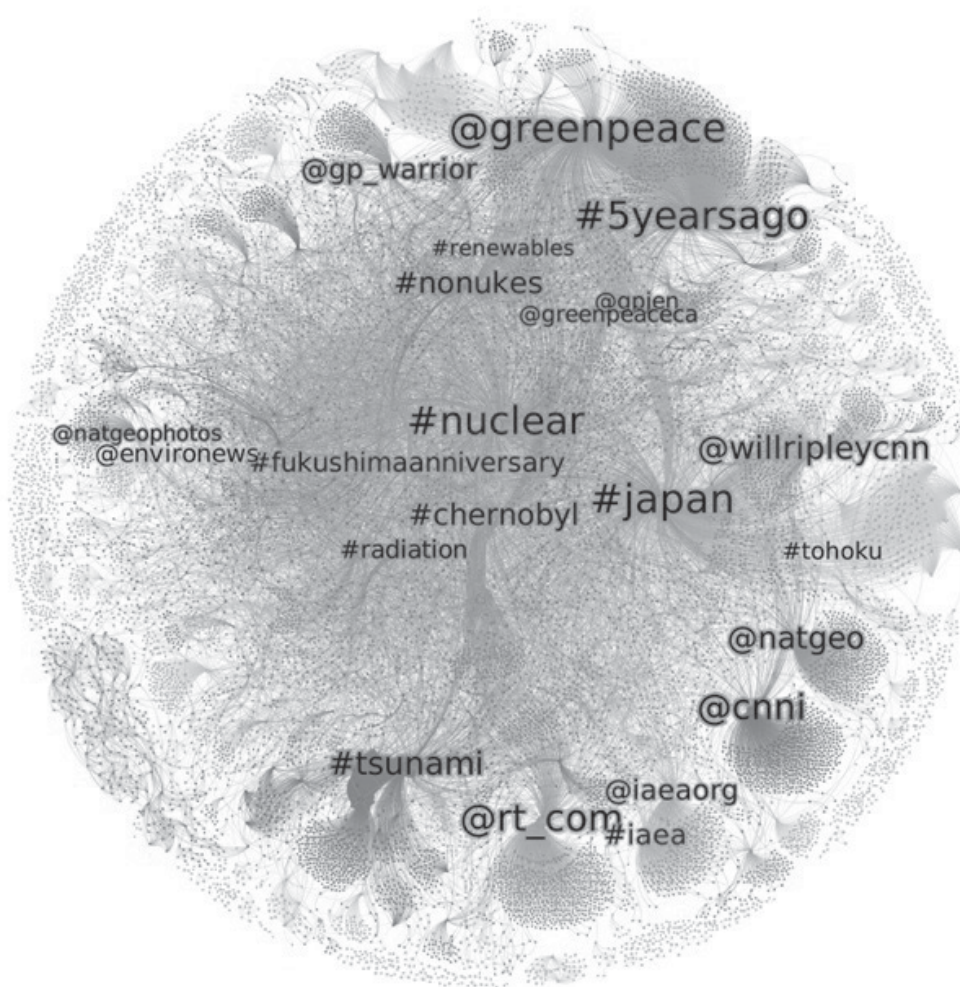 @greenpeace
@gp_warrior
#5yearsago
#renewables
#nonukes
@gpjen
@greenpeaceca
#nuclear
@natgeophotos
@environews
#fukushimaanniversary
@willripleycnn
#japan
#chernobyl
#radiation
#tohoku
@natgeo
@cnni
#tsunami
@iaeaorg
@rt_com
#iaea